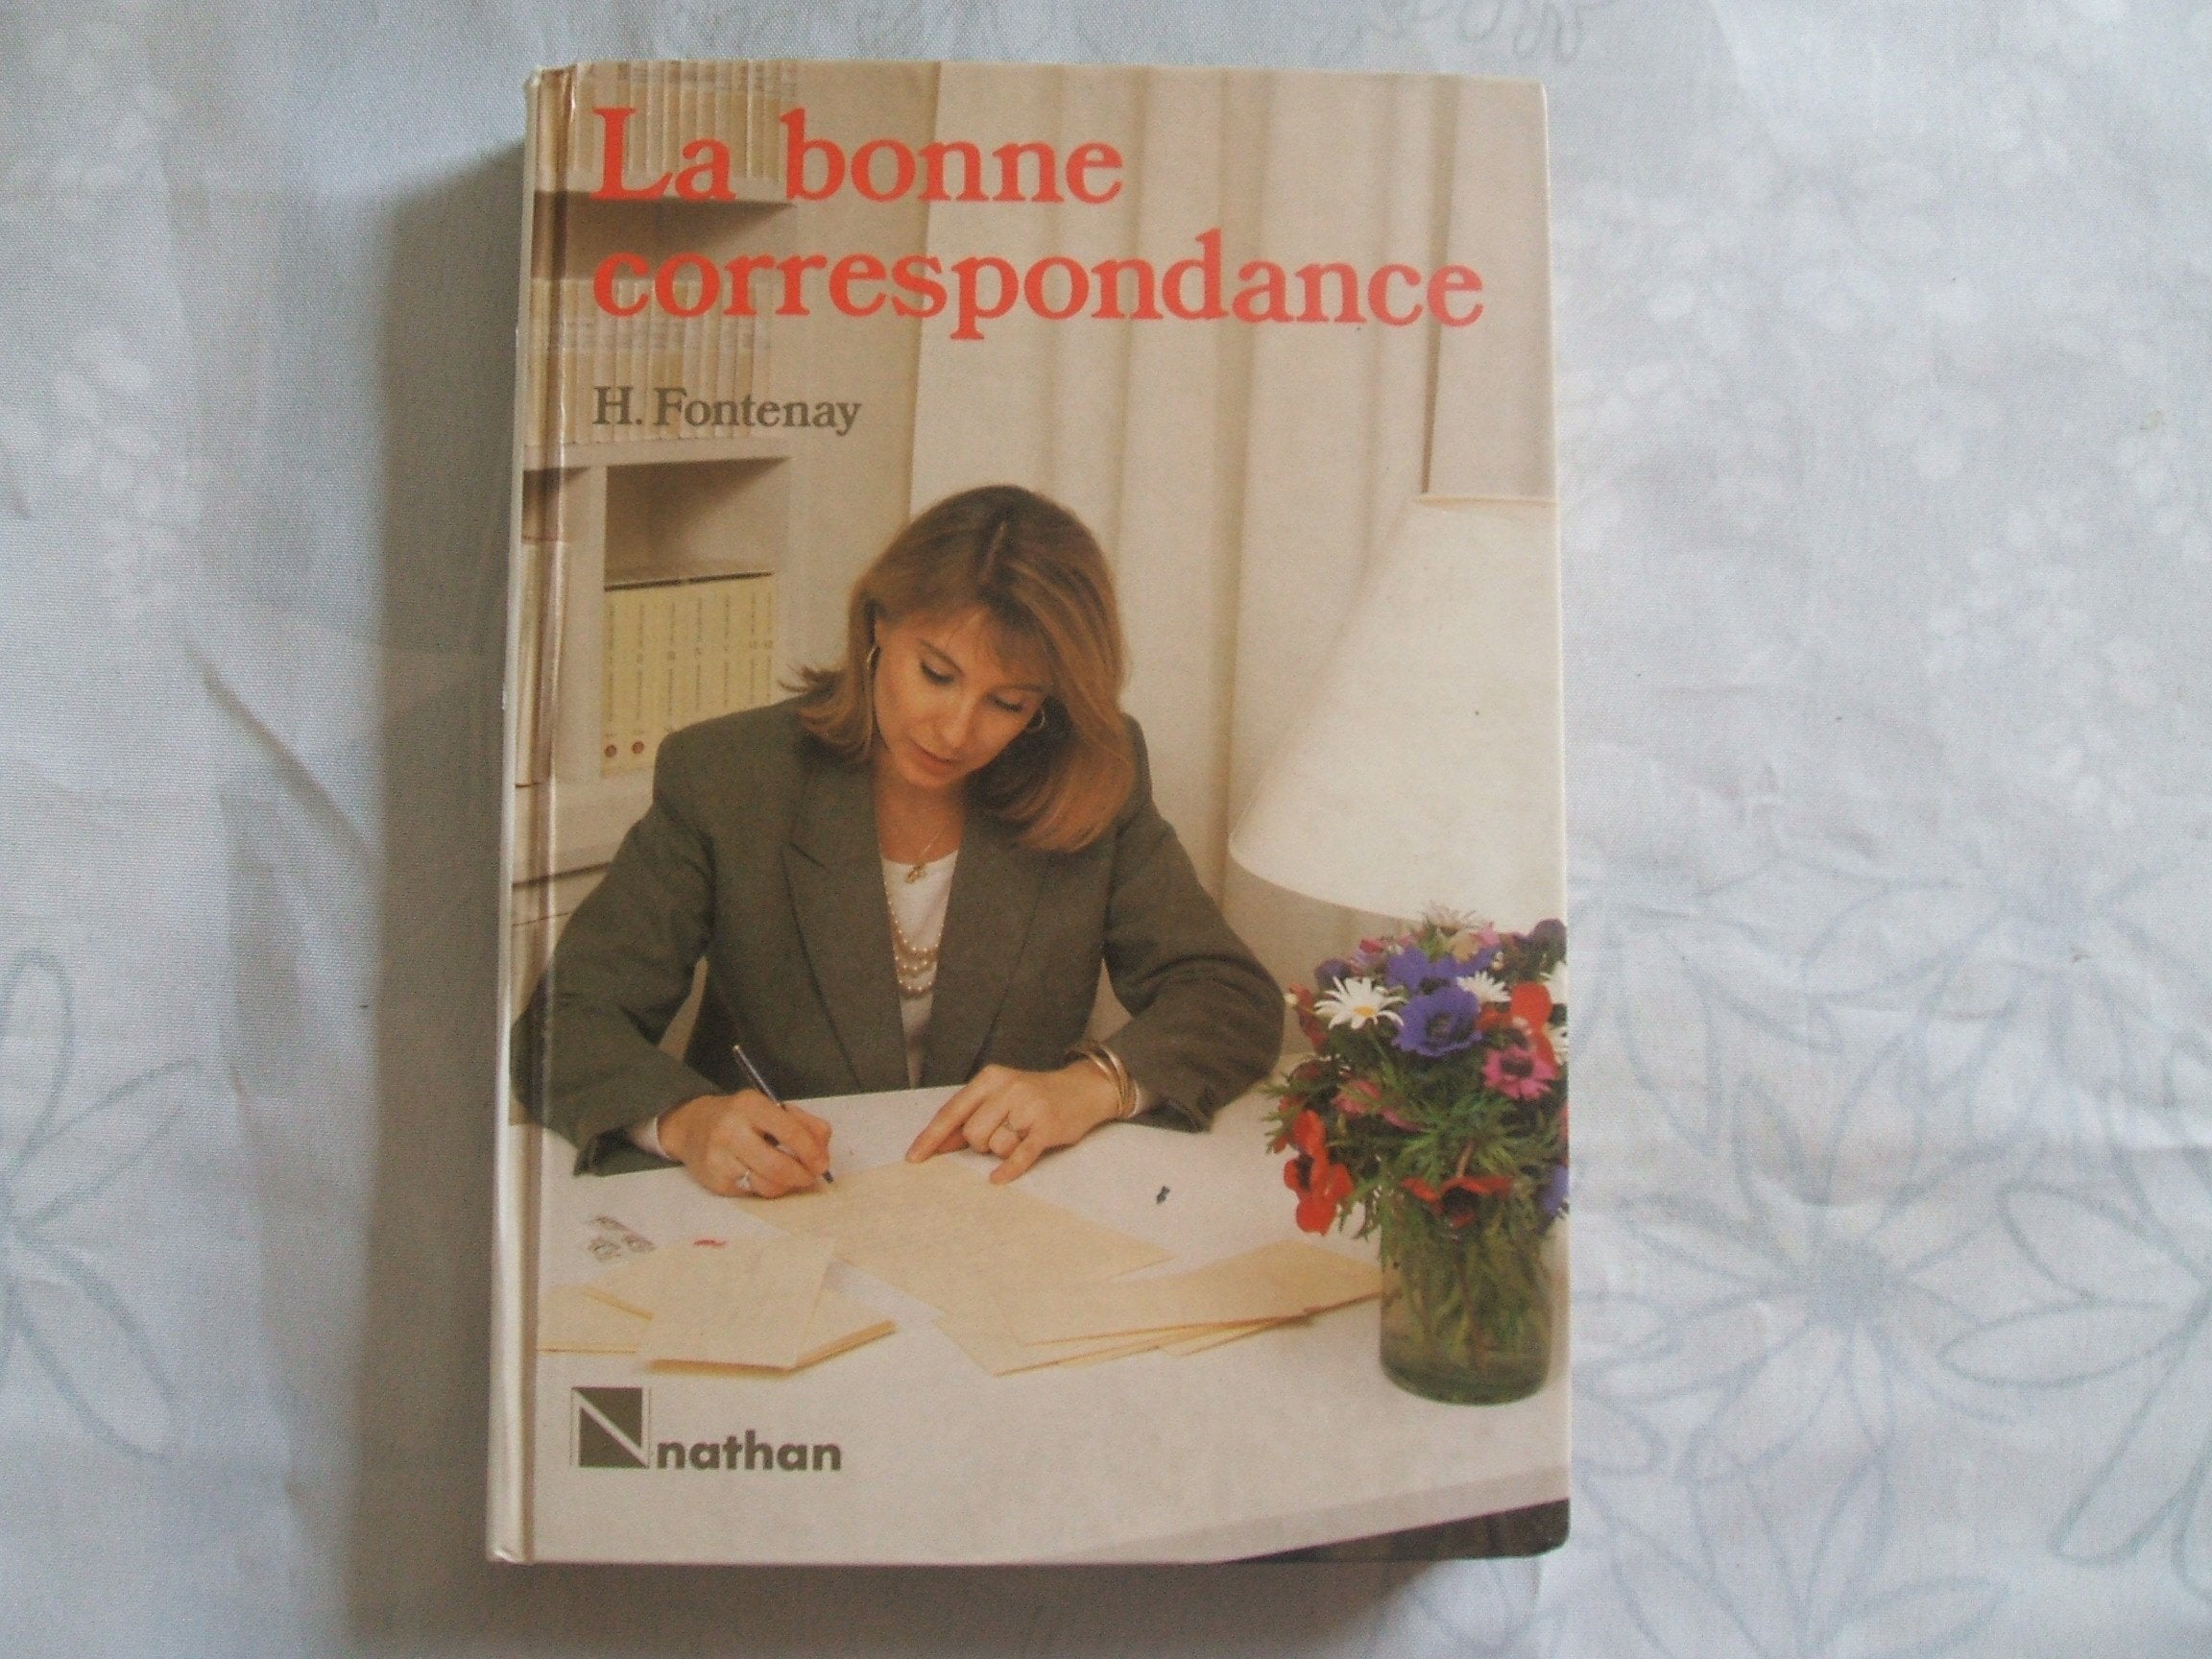 La bonne
correspondance
H. Fontenay
nathan